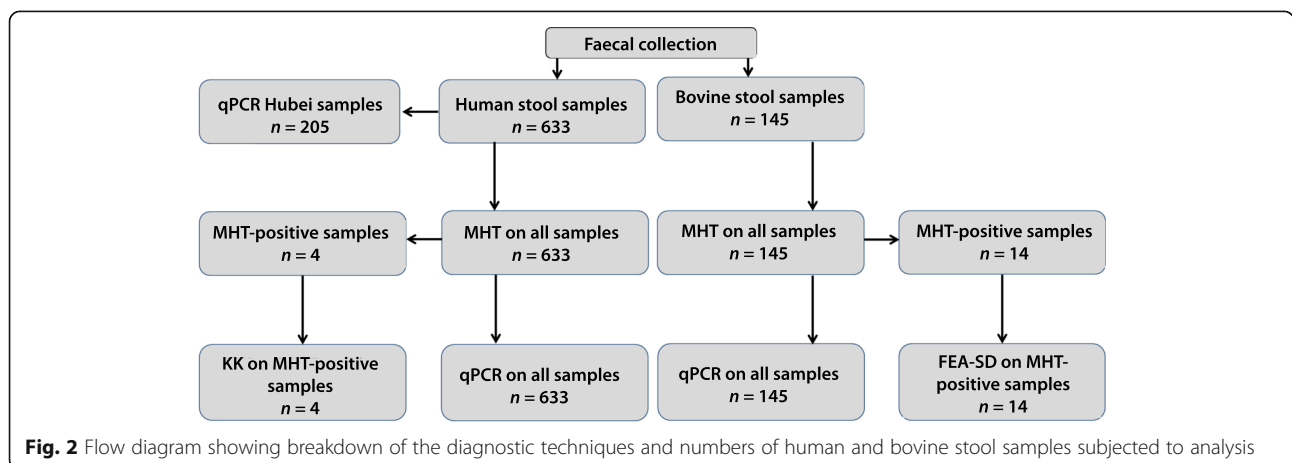 Faecal collection
qPCR Hubei samples
n = 205
Human stool samples
n = 633
Bovine stool samples
n = 145
MHT-positive samples
n = 4
MHT on all samples
n = 633
MHT on all samples
n = 145
MHT-positive samples
n = 14
KK on MHT-positive
samples
n = 4
qPCR on all samples
n = 633
qPCR on all samples
n = 145
FEA-SD on MHT-
positive samples
n = 14
Fig. 2 Flow diagram showing breakdown of the diagnostic techniques and numbers of human and bovine stool samples subjected to analysis